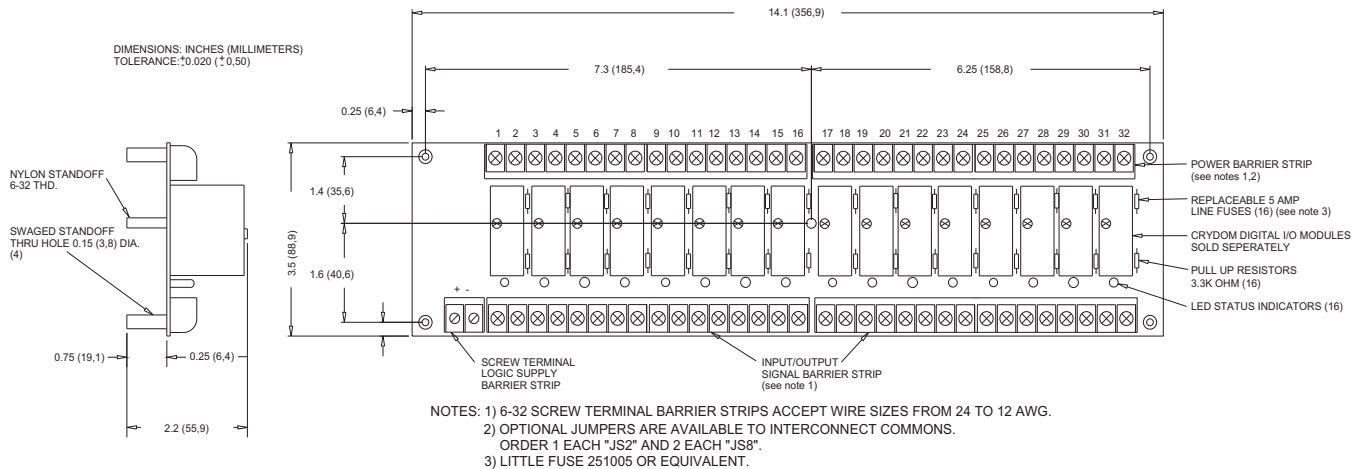 14.1 (356,9)
DIMENSIONS: INCHES (MILLIMETERS)
TOLERANCE:±0.020 (±0,50)
7.3 (185,4)
6.25 (158,8)
0.25 (6,4)
1 2 3 4 5 6 7 8 9 10 11 12 13 14 15 16 17 18 19 20 21 22 23 24 25 26 27 28 29 30 31 32
NYLON STANDOFF
6-32 THD.
SWAGED STANDOFF
THRU HOLE 0.15 (3,8) DIA.
(4)
3.5 (88,9)
1.4 (35,6)
1.6 (40,6)
POWER BARRIER STRIP
(see notes 1,2)
REPLACEABLE 5 AMP
LINE FUSES (16) (see note 3)
CRYDOM DIGITAL I/O MODULES
SOLD SEPERATELY
PULL UP RESISTORS
3.3K OHM (16)
LED STATUS INDICATORS (16)
+ -
0.75 (19,1)
0.25 (6,4)
2.2 (55,9)
SCREW TERMINAL
LOGIC SUPPLY
BARRIER STRIP
INPUT/OUTPUT
SIGNAL BARRIER STRIP
(see note 1)
NOTES: 1) 6-32 SCREW TERMINAL BARRIER STRIPS ACCEPT WIRE SIZES FROM 24 TO 12 AWG.
2) OPTIONAL JUMPERS ARE AVAILABLE TO INTERCONNECT COMMONS.
ORDER 1 EACH "JS2" AND 2 EACH "JS8".
3) LITTLE FUSE 251005 OR EQUIVALENT.